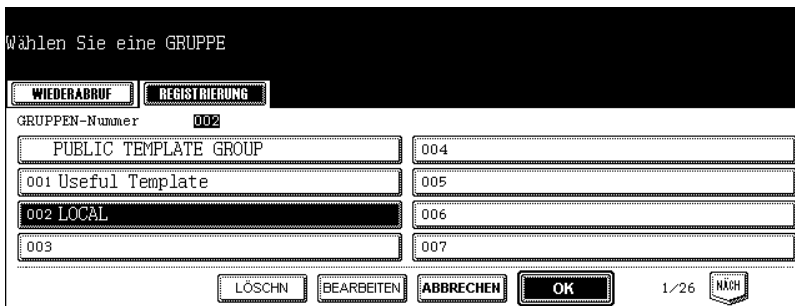 Wählen Sie eine GRUPPE
WIEDERABRUF REGISTRIERUNG
GRUPPEN-Nummer 002
PUBLIC TEMPLATE GROUP 004
001 Useful Template 005
002 LOCAL 006
003 007
LÖSCHN BEARBEITEN ABBRECHEN OK 1/26 NÄCH